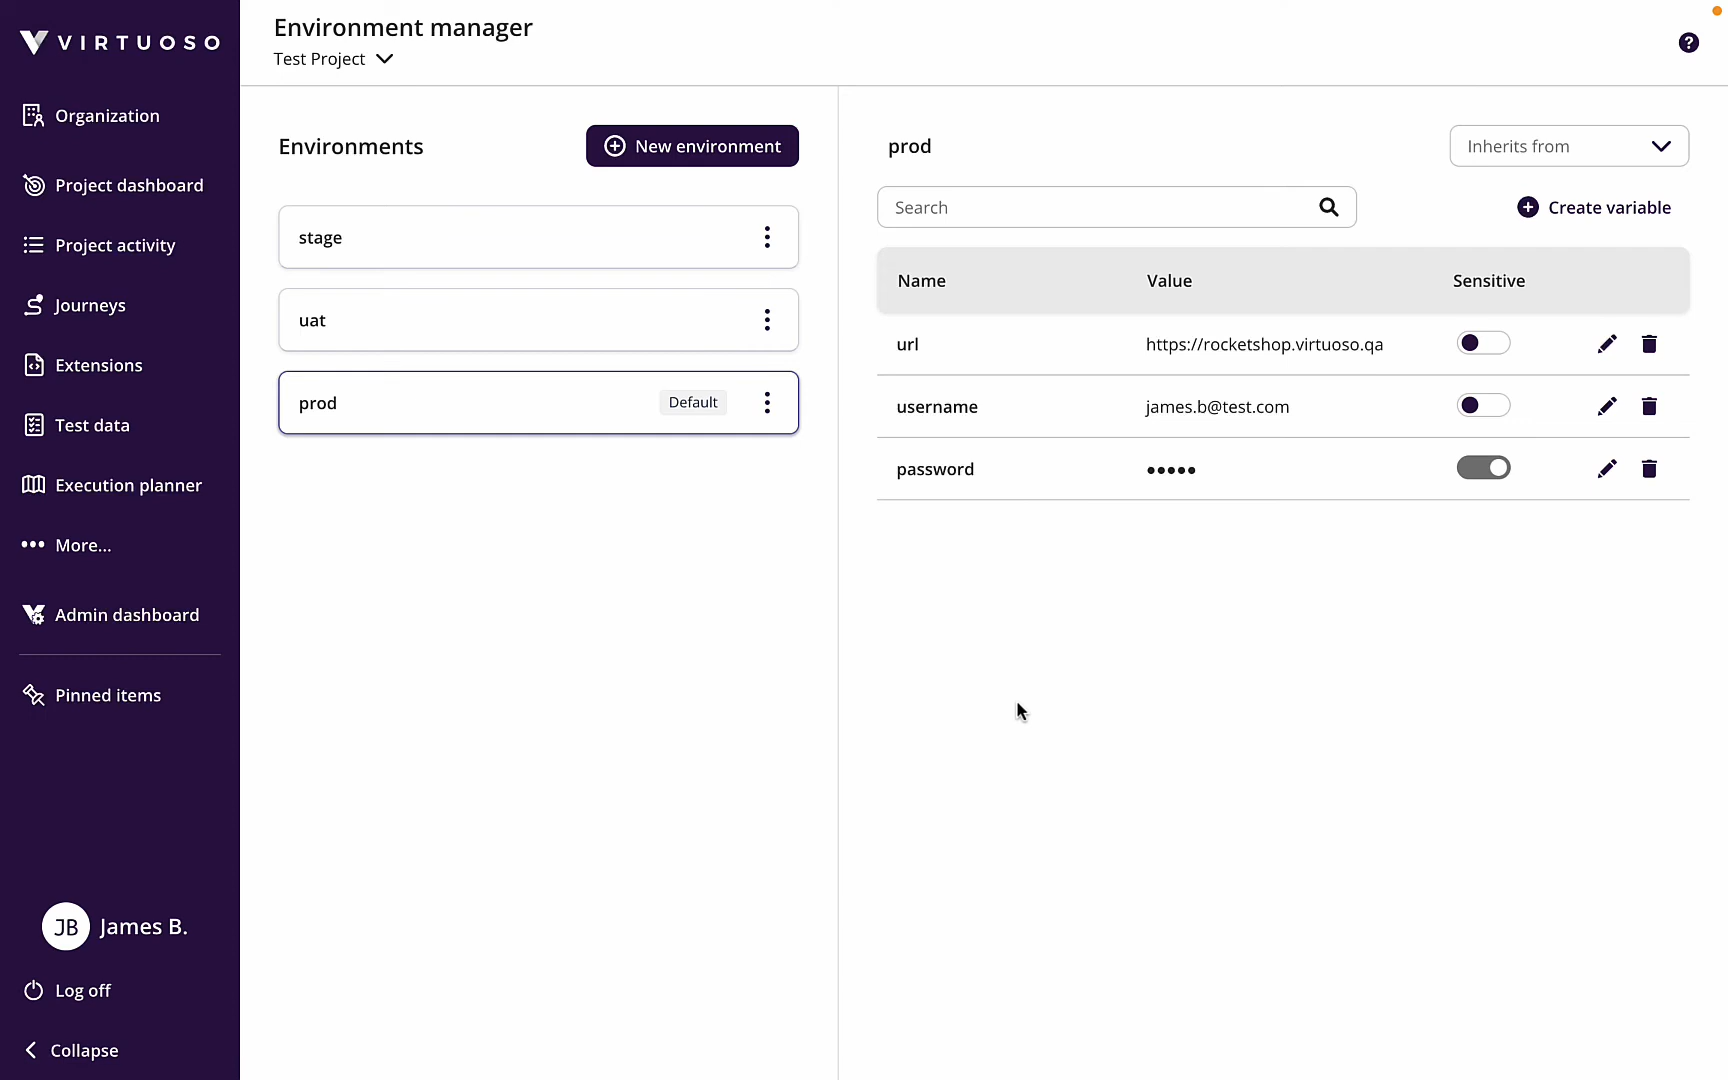 VIRTUOSO
Organization
Project dashboard
Project activity
Journeys
Extensions
Test data
Execution planner
More...
Admin dashboard
Pinned items
JB James B.
Log off
Collapse
Environment manager
Test Project
?
Environments
New environment
stage
uat
prod Default
prod
Inherits from
Search
Create variable
Name Value Sensitive
url https://rocketshop.virtuoso.qa
username james.b@test.com
password •••••